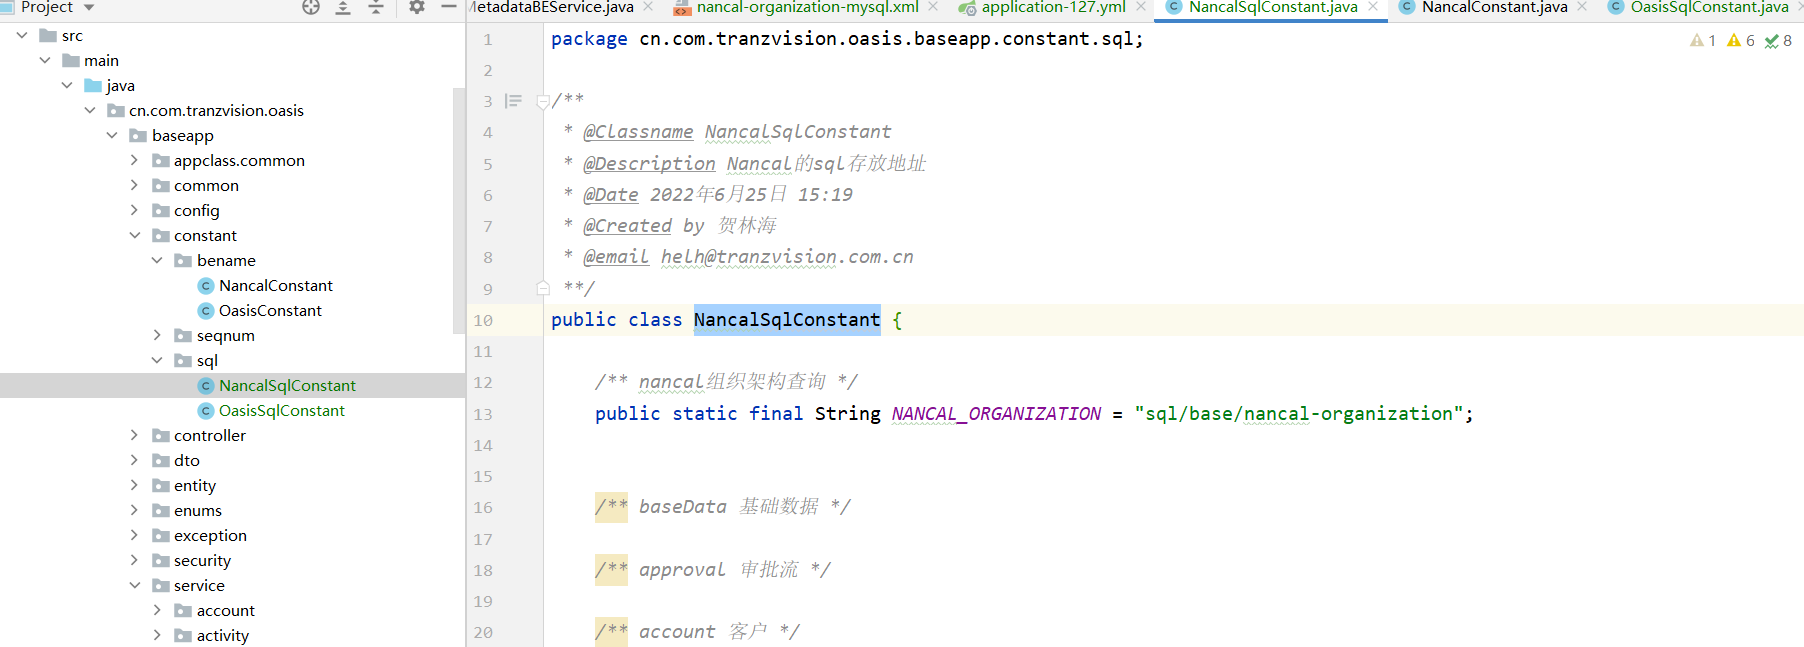 Project
MetadataBEService.java
nancal-organization-mysql.xml
application-127.yml
NancalSqlConstant.java
NancalConstant.java
OasisSqlConstant.java
src
main
java
cn.com.tranzvision.oasis
baseapp
appclass.common
common
config
constant
bename
NancalConstant
OasisConstant
seqnum
sql
NancalSqlConstant
OasisSqlConstant
controller
dto
entity
enums
exception
security
service
account
activity
1 6 8
1 package cn.com.tranzvision.oasis.baseapp.constant.sql;
2
3 /**
4 * @Classname NancalSqlConstant
5 * @Description Nancal的sql存放地址
6 * @Date 2022年6月25日 15:19
7 * @Created by 贺林海
8 * @email helh@tranzvision.com.cn
9 **/
10 public class NancalSqlConstant {
11
12 /** nancal组织架构查询 */
13 public static final String NANCAL_ORGANIZATION = "sql/base/nancal-organization";
14
15
16 /** baseData 基础数据 */
17
18 /** approval 审批流 */
19
20 /** account 客户 */